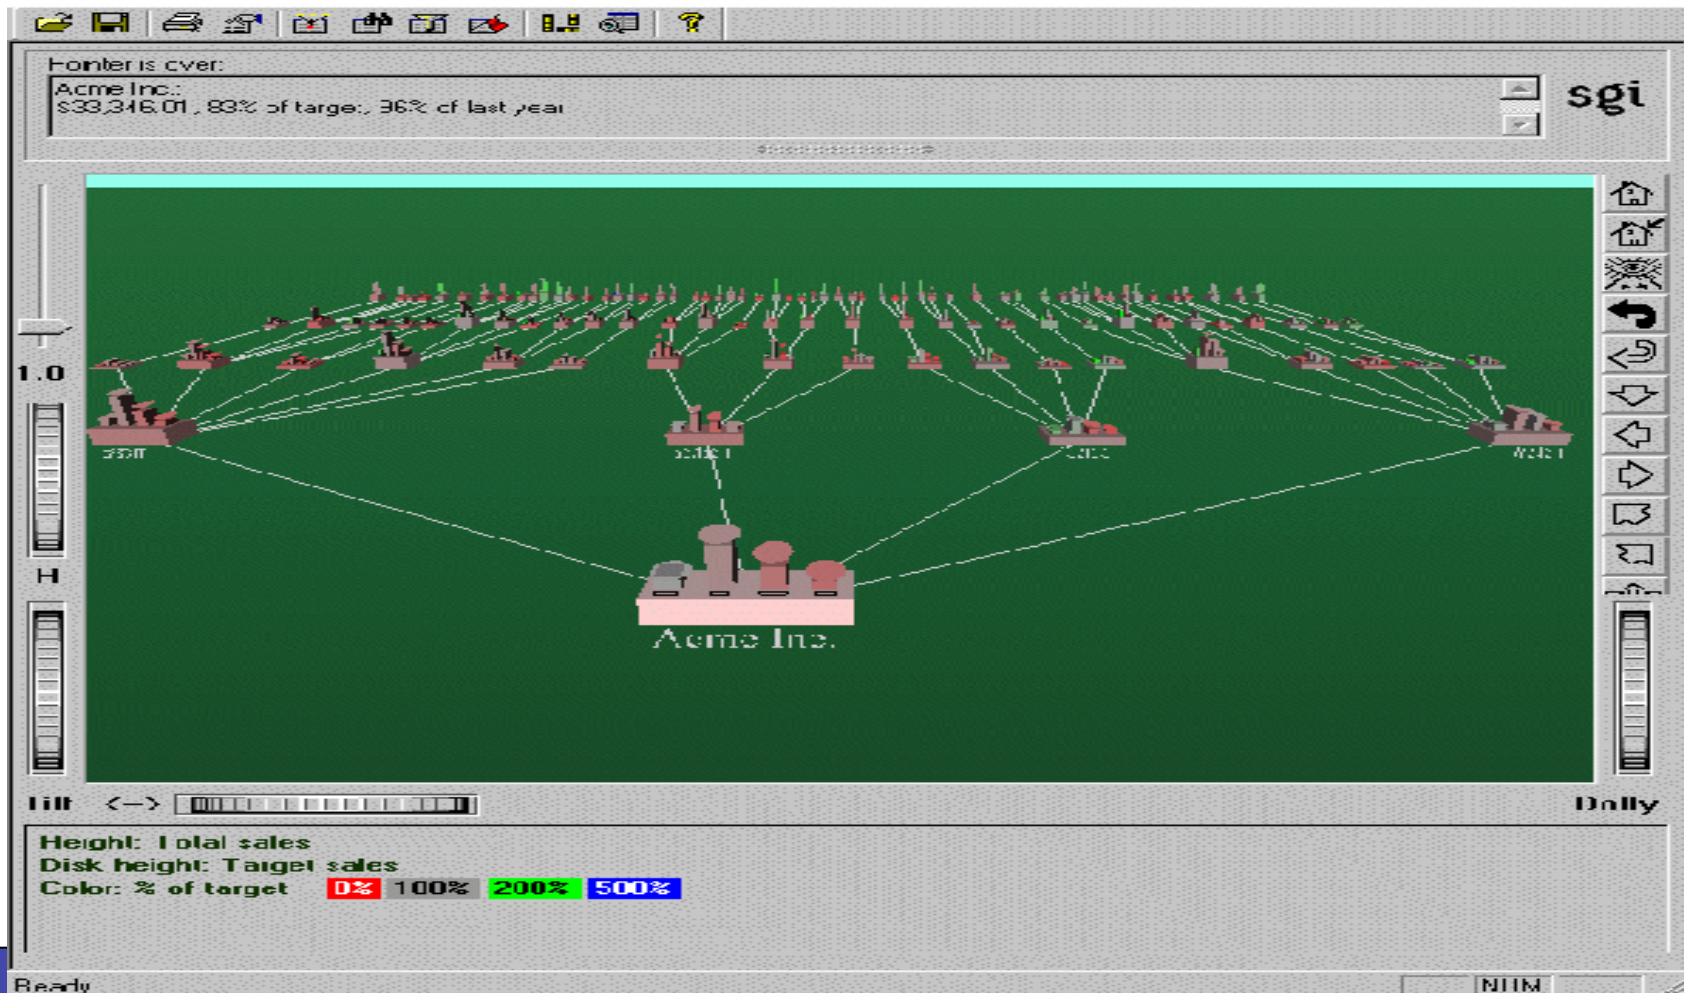 Pointer is over:
Acme Inc.:
$33,346.01, 83% of target, 96% of last year
sgi
1.0
H
Acme Inc.
Tilt <-> Dolly
Height: Total sales
Disk height: Target sales
Color: % of target 0% 100% 200% 500%
Ready NUM